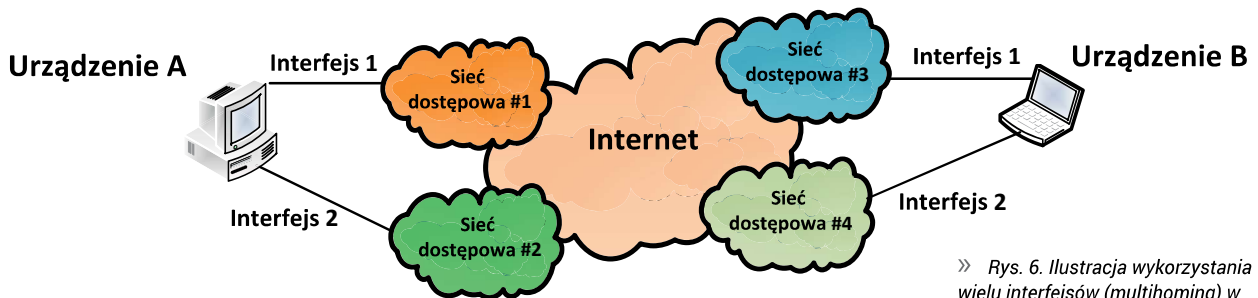 Urządzenie A
Interfejs 1
Interfejs 2
Sieć
dostępowa #1
Sieć
dostępowa #2
Internet
Sieć
dostępowa #3
Sieć
dostępowa #4
Interfejs 1
Interfejs 2
Urządzenie B
» Rys. 6. Ilustracja wykorzystania
wielu interfejsów (multihoming) w